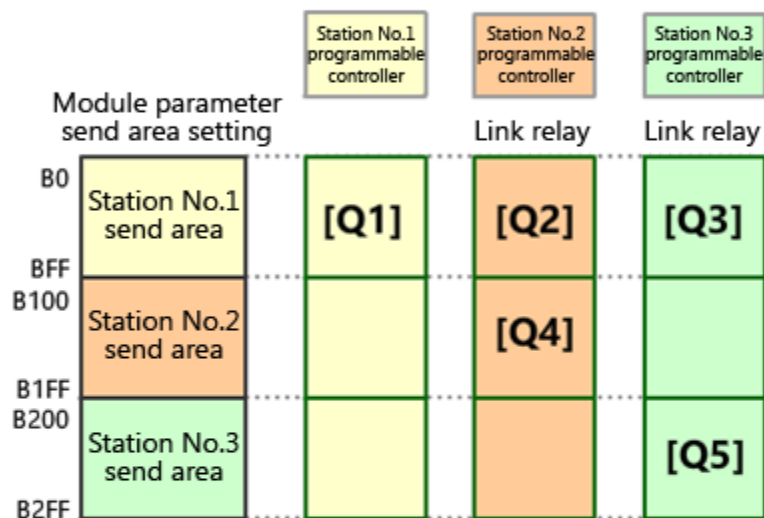 Station No.1
programmable
controller
Station No.2
programmable
controller
Station No.3
programmable
controller
Module parameter
send area setting
Link relay
Link relay
B0
Station No.1
send area
[Q1]
[Q2]
[Q3]
BFF
B100
Station No.2
send area
[Q4]
B1FF
B200
Station No.3
send area
[Q5]
B2FF